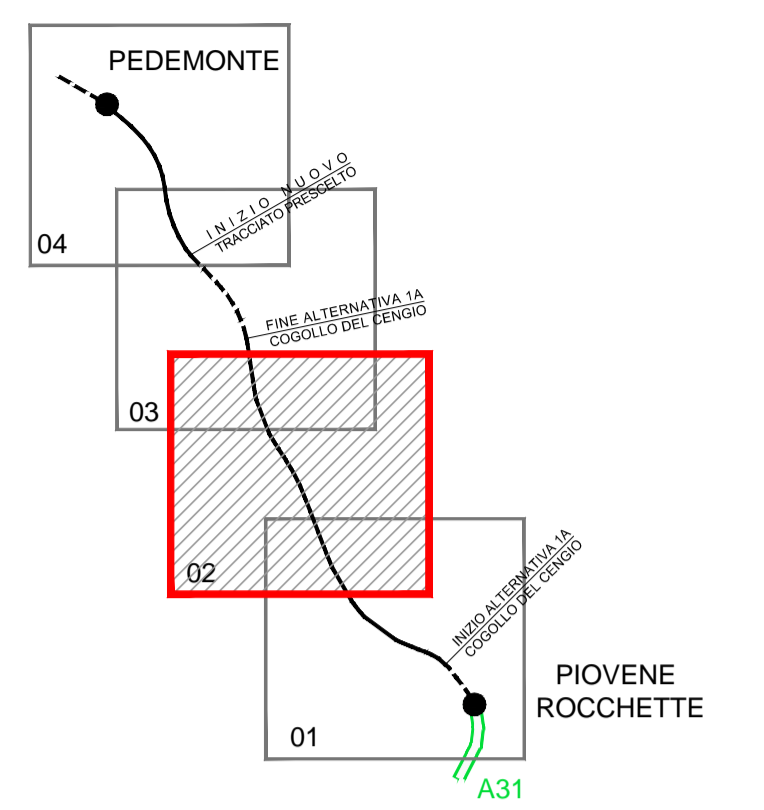 PEDEMONTE
INIZIO NUOVO
TRACCIATO PRESCELTO
04
FINE ALTERNATIVA 1A
COGOLLO DEL CENGIO
03
02
INIZIO ALTERNATIVA 1A
COGOLLO DEL CENGIO
PIOVENE
ROCCHETTE
01
A31